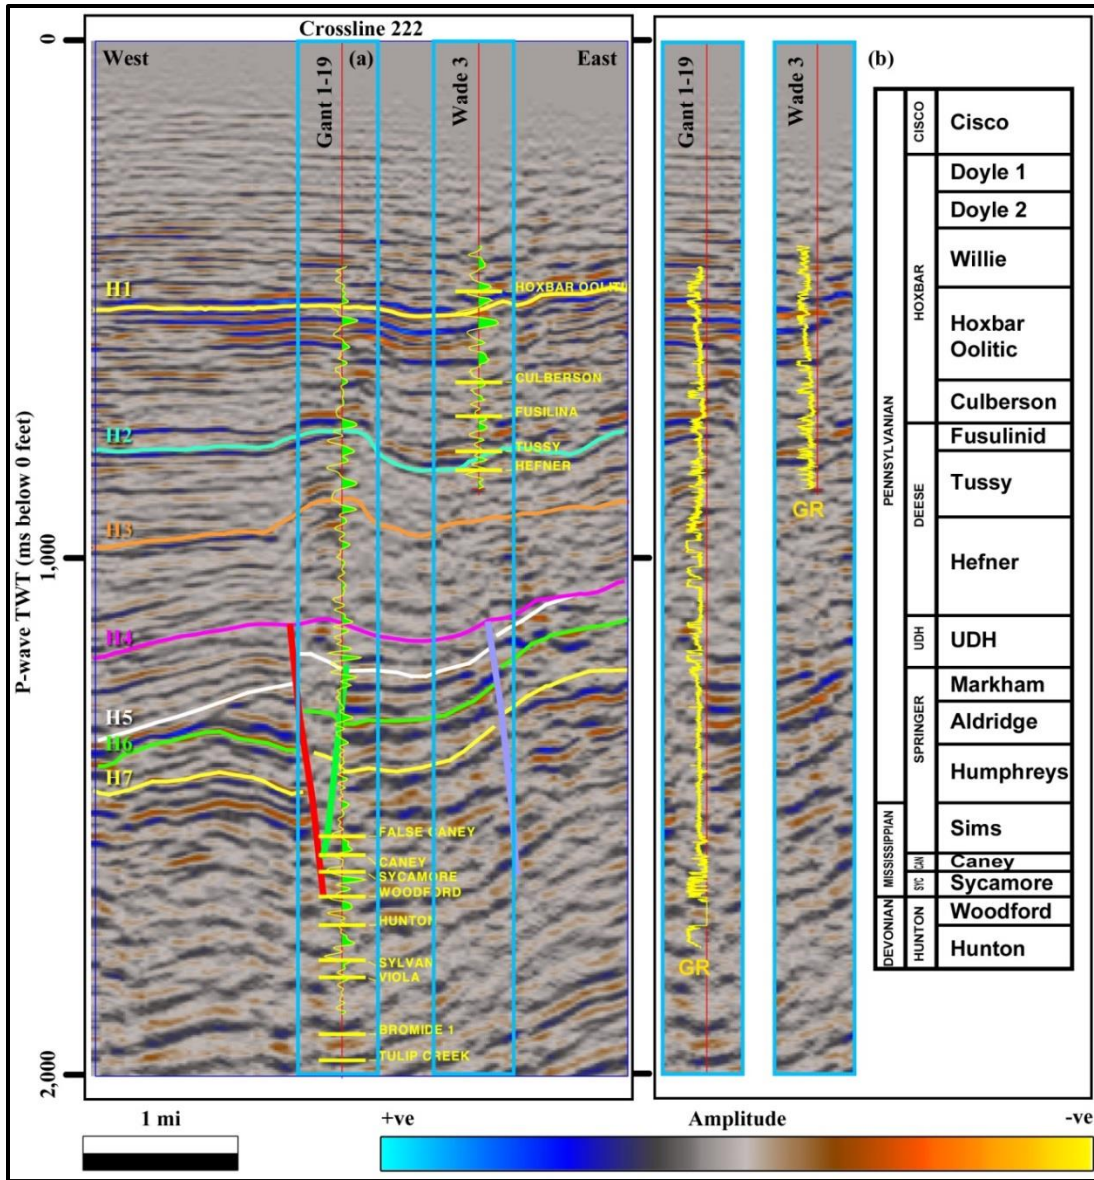 Crossline 222
0
West
(a)
East
(b)
Gant 1-19
Wade 3
Gant 1-19
Wade 3
H1
HOXBAR OOLITI
CULBERSON
FUSILINA
H2
TUSSY
HEFNER
H3
GR
1,000
H4
H5
H6
H7
FALSE CANEY
CANEY
SYCAMORE
WOODFORD
HUNTON
SYLVAN
VIOLA
GR
BROMIDE 1
TULIP CREEK
2,000
P-wave TWT (ms below 0 feet)
PENNSYLVANIAN
MISSISSIPPIAN
DEVONIAN
CISCO
HOXBAR
DEESE
UDH
SPRINGER
CAN
SYC
HUNTON
Cisco
Doyle 1
Doyle 2
Willie
Hoxbar
Oolitic
Culberson
Fusulinid
Tussy
Hefner
UDH
Markham
Aldridge
Humphreys
Sims
Caney
Sycamore
Woodford
Hunton
1 mi
+ve
Amplitude
-ve